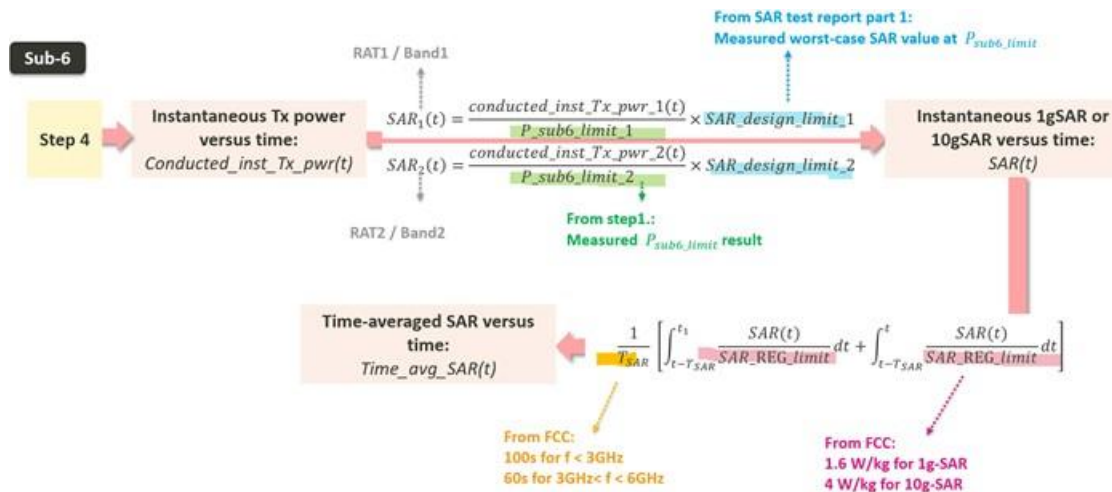 From SAR test report part 1:
Measured worst-case SAR value at P_sub6_limit
Sub-6
RAT1 / Band1
Step 4
Instantaneous Tx power
versus time:
Conducted_inst_Tx_pwr(t)
SAR₁(t) = conducted_inst_Tx_pwr_1(t) / P_sub6_limit_1 × SAR_design_limit_1
SAR₂(t) = conducted_inst_Tx_pwr_2(t) / P_sub6_limit_2 × SAR_design_limit_2
Instantaneous 1gSAR or
10gSAR versus time:
SAR(t)
RAT2 / Band2
From step1.:
Measured P_sub6_limit result
Time-averaged SAR versus
time:
Time_avg_SAR(t)
1/T_SAR [∫_{t−T_SAR}^{t₁} SAR(t)/SAR_REG_limit dt + ∫_{t−T_SAR}^{t} SAR(t)/SAR_REG_limit dt]
From FCC:
100s for f < 3GHz
60s for 3GHz< f < 6GHz
From FCC:
1.6 W/kg for 1g-SAR
4 W/kg for 10g-SAR